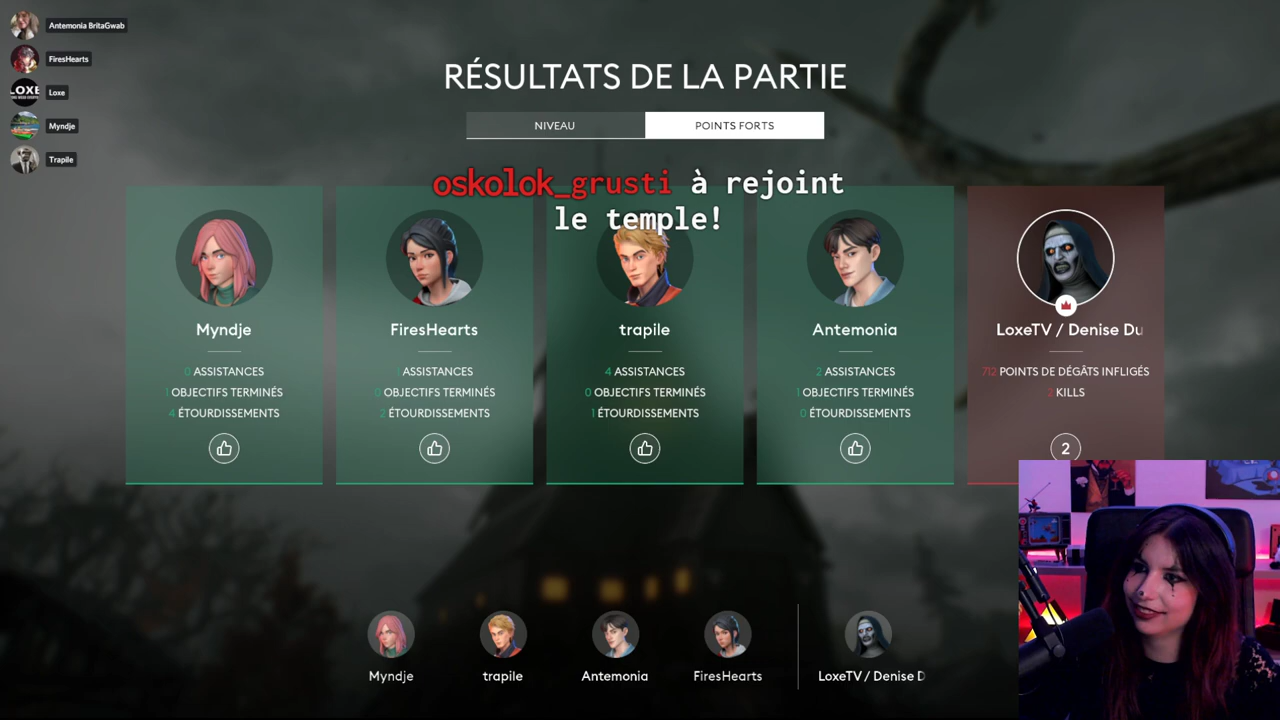 Antemonia BritaGwab
FiresHearts
Loxe
Myndje
Trapile
RÉSULTATS DE LA PARTIE
NIVEAU
POINTS FORTS
oskolok_grusti à rejoint
le temple!
Myndje
0 ASSISTANCES
1 OBJECTIFS TERMINÉS
4 ÉTOURDISSEMENTS
FiresHearts
ASSISTANCES
0 OBJECTIFS TERMINÉS
2 ÉTOURDISSEMENTS
trapile
4 ASSISTANCES
0 OBJECTIFS TERMINÉS
1 ÉTOURDISSEMENTS
Antemonia
2 ASSISTANCES
1 OBJECTIFS TERMINÉS
0 ÉTOURDISSEMENTS
LoxeTV / Denise Du
712 POINTS DE DÉGÂTS INFLIGÉS
KILLS
2
Myndje
trapile
Antemonia
FiresHearts
LoxeTV / Denise D